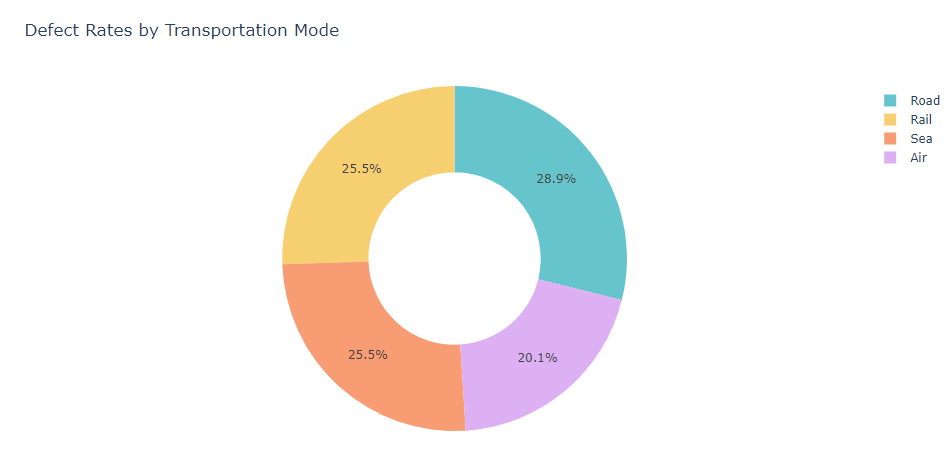 Defect Rates by Transportation Mode
Road
Rail
Sea
Air
25.5%
28.9%
25.5%
20.1%